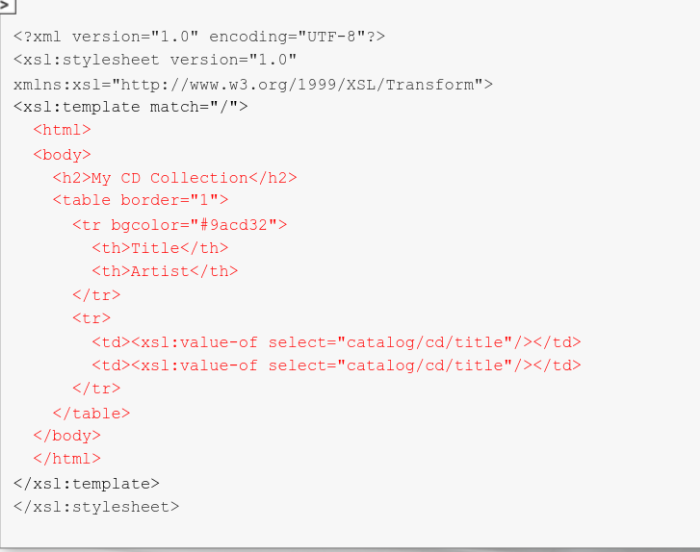 <?xml version="1.0" encoding="UTF-8"?>
<xsl:stylesheet version="1.0"
xmlns:xsl="http://www.w3.org/1999/XSL/Transform">
<xsl:template match="/">
  <html>
  <body>
    <h2>My CD Collection</h2>
    <table border="1">
      <tr bgcolor="#9acd32">
        <th>Title</th>
        <th>Artist</th>
      </tr>
      <tr>
        <td><xsl:value-of select="catalog/cd/title"/></td>
        <td><xsl:value-of select="catalog/cd/title"/></td>
      </tr>
    </table>
  </body>
  </html>
</xsl:template>
</xsl:stylesheet>